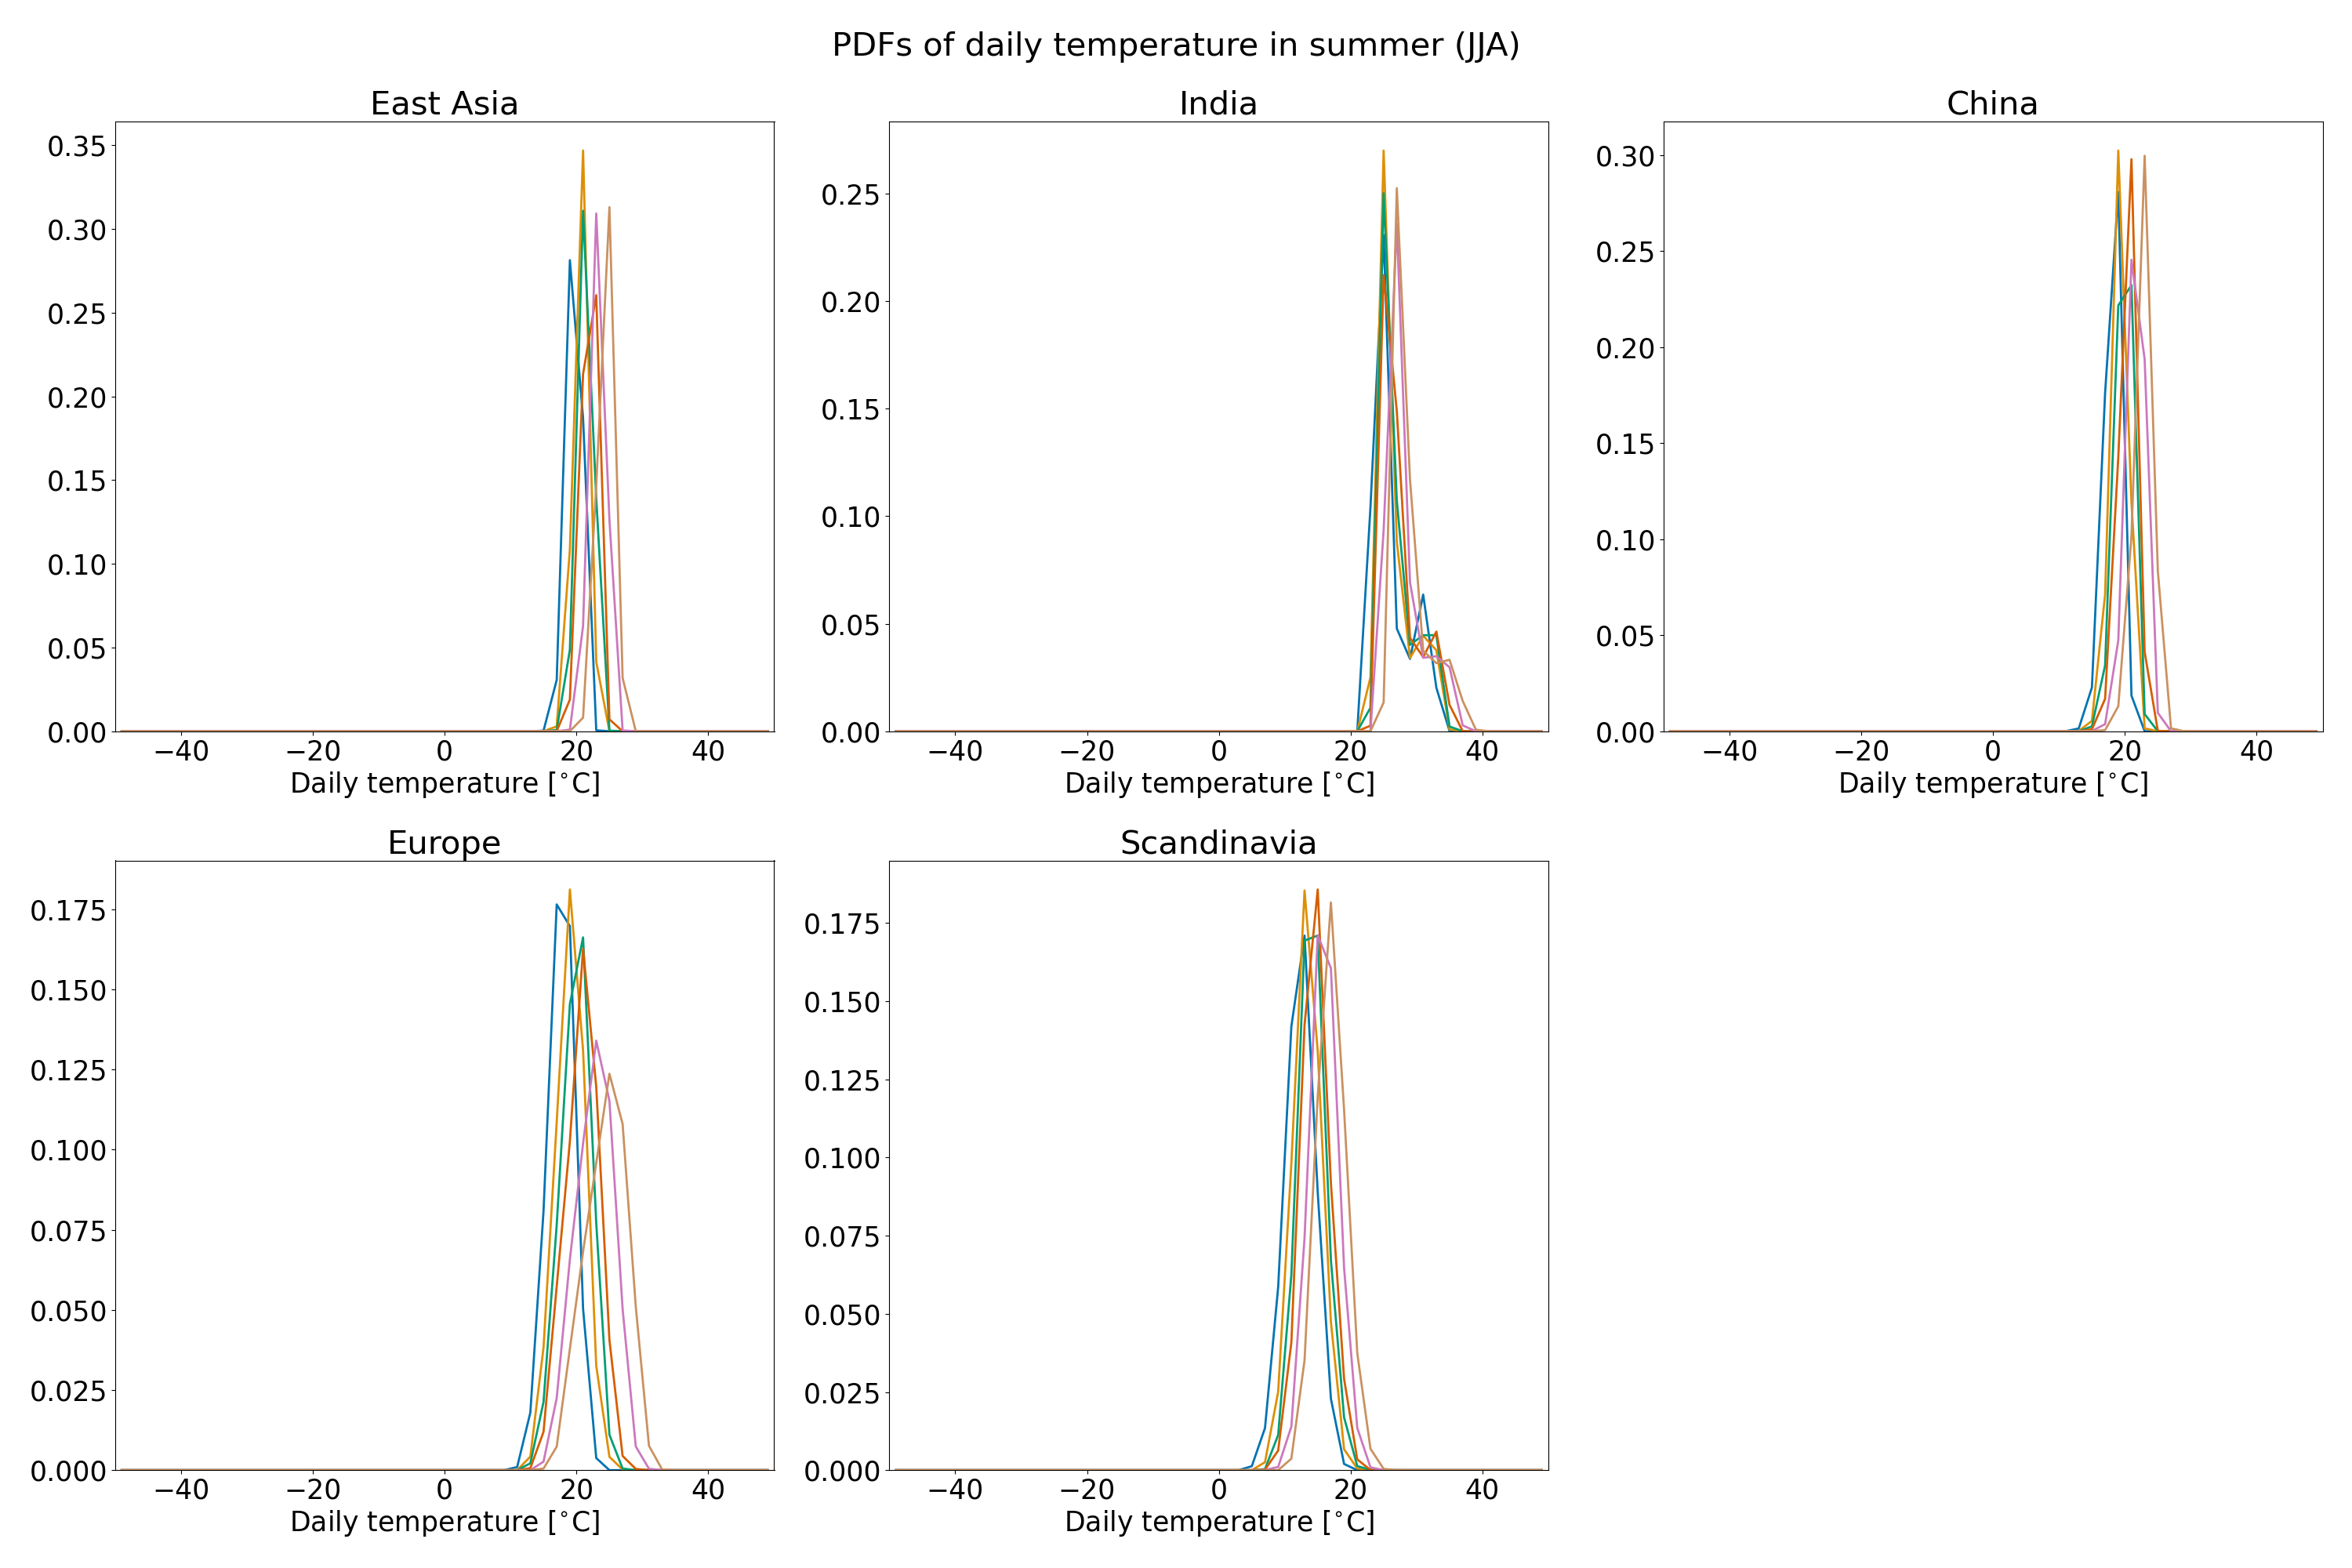 PDFs of daily temperature in summer (JJA)
East Asia
0.35
0.30
0.25
0.20
0.15
0.10
0.05
0.00
−40 −20 0 20 40
Daily temperature [°C]
India
0.25
0.20
0.15
0.10
0.05
0.00
−40 −20 0 20 40
Daily temperature [°C]
China
0.30
0.25
0.20
0.15
0.10
0.05
0.00
−40 −20 0 20 40
Daily temperature [°C]
Europe
0.175
0.150
0.125
0.100
0.075
0.050
0.025
0.000
−40 −20 0 20 40
Daily temperature [°C]
Scandinavia
0.175
0.150
0.125
0.100
0.075
0.050
0.025
0.000
−40 −20 0 20 40
Daily temperature [°C]